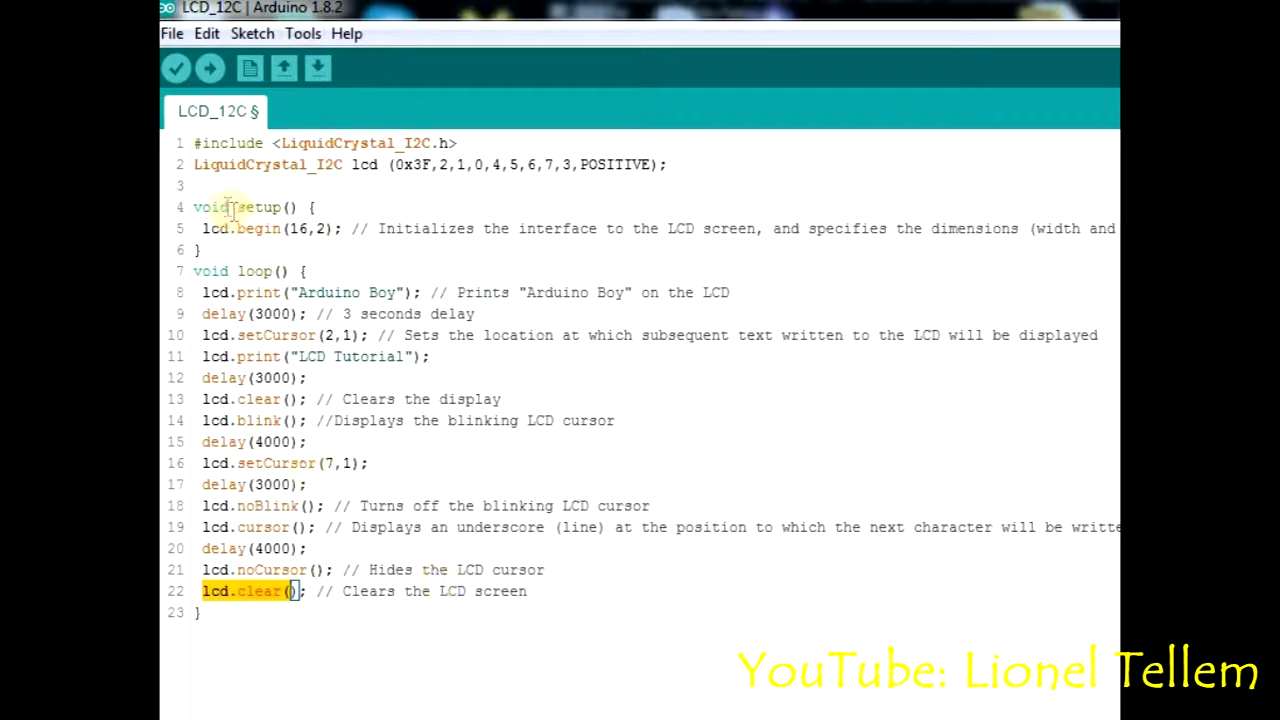 LCD_12C | Arduino 1.8.2
File Edit Sketch Tools Help
LCD_12C §
1 #include <LiquidCrystal_I2C.h>
2 LiquidCrystal_I2C lcd (0x3F,2,1,0,4,5,6,7,3,POSITIVE);
3
4 void setup() {
5 lcd.begin(16,2); // Initializes the interface to the LCD screen, and specifies the dimensions (width and
6 }
7 void loop() {
8 lcd.print("Arduino Boy"); // Prints "Arduino Boy" on the LCD
9 delay(3000); // 3 seconds delay
10 lcd.setCursor(2,1); // Sets the location at which subsequent text written to the LCD will be displayed
11 lcd.print("LCD Tutorial");
12 delay(3000);
13 lcd.clear(); // Clears the display
14 lcd.blink(); //Displays the blinking LCD cursor
15 delay(4000);
16 lcd.setCursor(7,1);
17 delay(3000);
18 lcd.noBlink(); // Turns off the blinking LCD cursor
19 lcd.cursor(); // Displays an underscore (line) at the position to which the next character will be writte
20 delay(4000);
21 lcd.noCursor(); // Hides the LCD cursor
22 lcd.clear(); // Clears the LCD screen
23 }
YouTube: Lionel Tellem